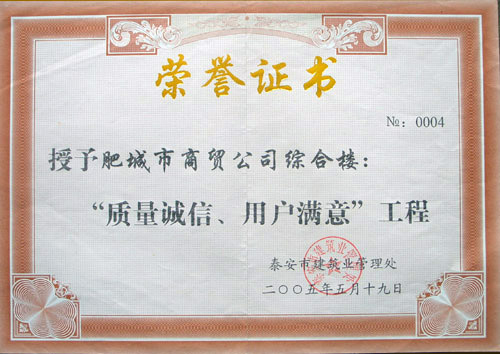 荣誉证书
№：0004
授予肥城市商贸公司综合楼：
“质量诚信、用户满意”工程
泰安市建筑业管理处
二〇〇五年五月十九日